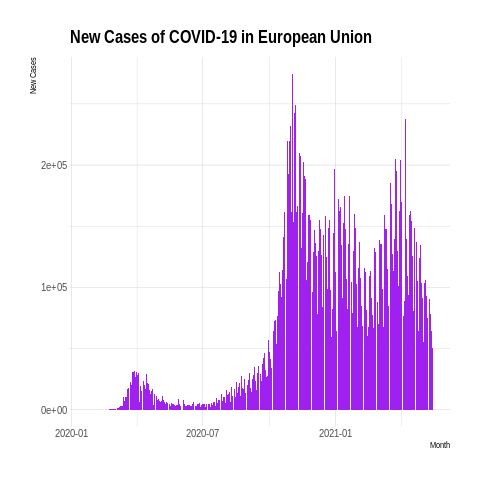 New Cases of COVID-19 in European Union
New Cases
2e+05
1e+05
0e+00
2020-01 2020-07 2021-01
Month